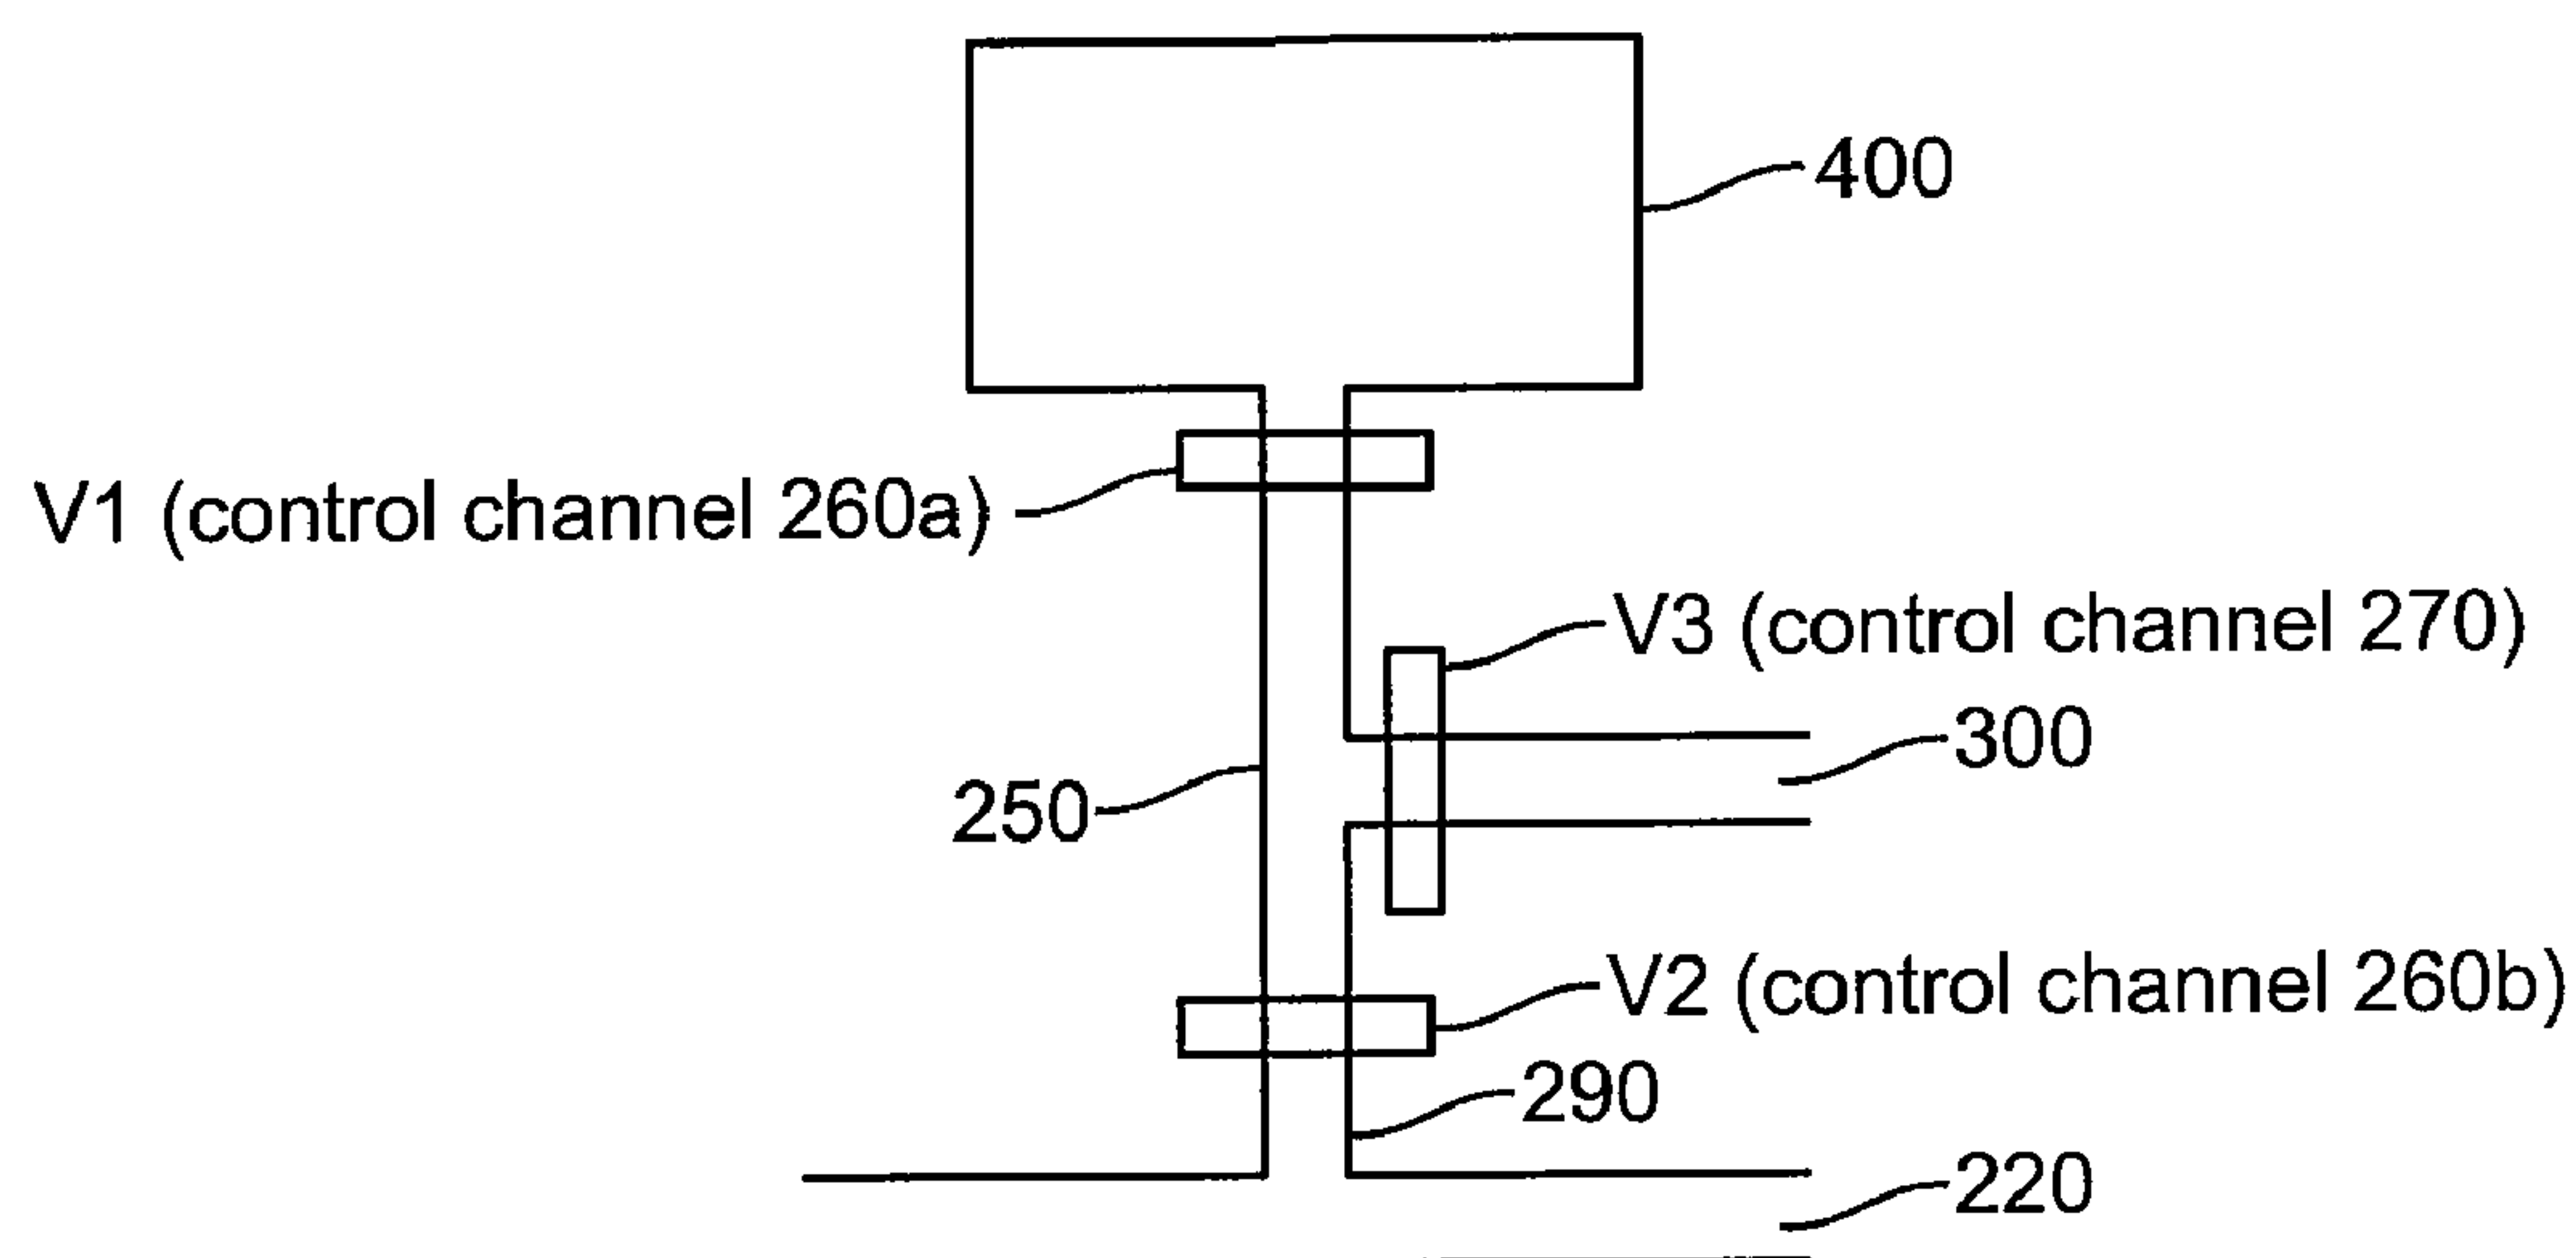 400
V1 (control channel 260a)
V3 (control channel 270)
300
250
V2 (control channel 260b)
290
220